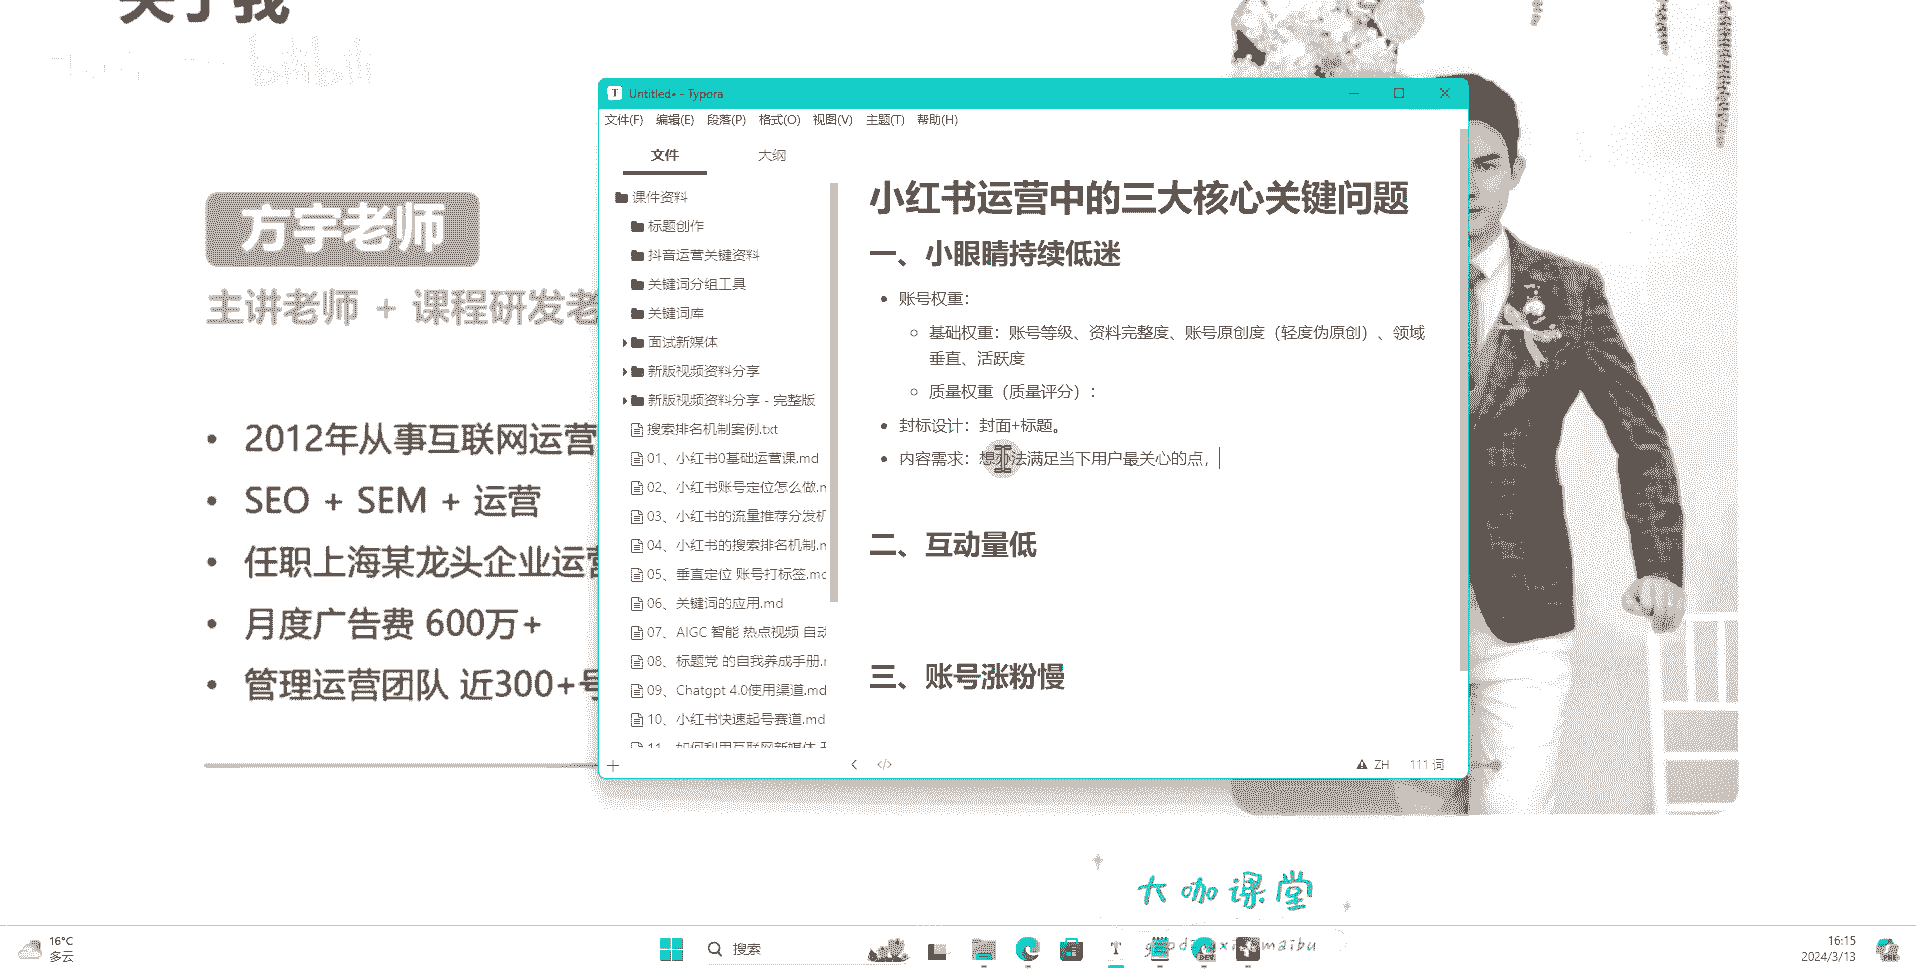 关于我
bilibili
方宇老师
主讲老师 + 课程研发老
2012年从事互联网运营
SEO + SEM + 运营
任职上海某龙头企业运营
月度广告费 600万+
管理运营团队 近300+号
Untitled• - Typora
文件(F) 编辑(E) 段落(P) 格式(O) 视图(V) 主题(T) 帮助(H)
文件 大纲
课件资料
标题创作
抖音运营关键资料
关键词分组工具
关键词库
面试新媒体
新版视频资料分享
新版视频资料分享 - 完整版
搜索排名机制案例.txt
01、小红书0基础运营课.md
02、小红书账号定位怎么做.m
03、小红书的流量推荐分发机
04、小红书的搜索排名机制.m
05、垂直定位 账号打标签.md
06、关键词的应用.md
07、AIGC 智能 热点视频 自动
08、标题党 的自我养成手册.m
09、Chatgpt 4.0使用渠道.md
10、小红书快速起号赛道.md
11、如何利用互联网新媒体
小红书运营中的三大核心关键问题
一、小眼睛持续低迷
账号权重：
基础权重：账号等级、资料完整度、账号原创度（轻度伪原创）、领域
垂直、活跃度
质量权重（质量评分）：
封标设计：封面+标题。
内容需求：想办法满足当下用户最关心的点，
二、互动量低
三、账号涨粉慢
ZH 111 词
大咖课堂
16°C
多云
搜索
16:15
2024/3/13